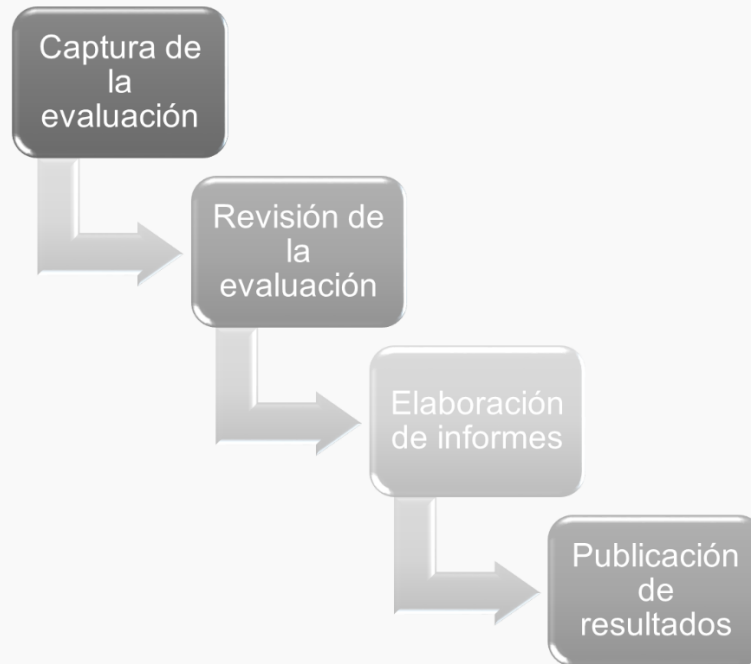 Captura de
la
evaluación
Revisión de
la
evaluación
Elaboración
de informes
Publicación
de
resultados